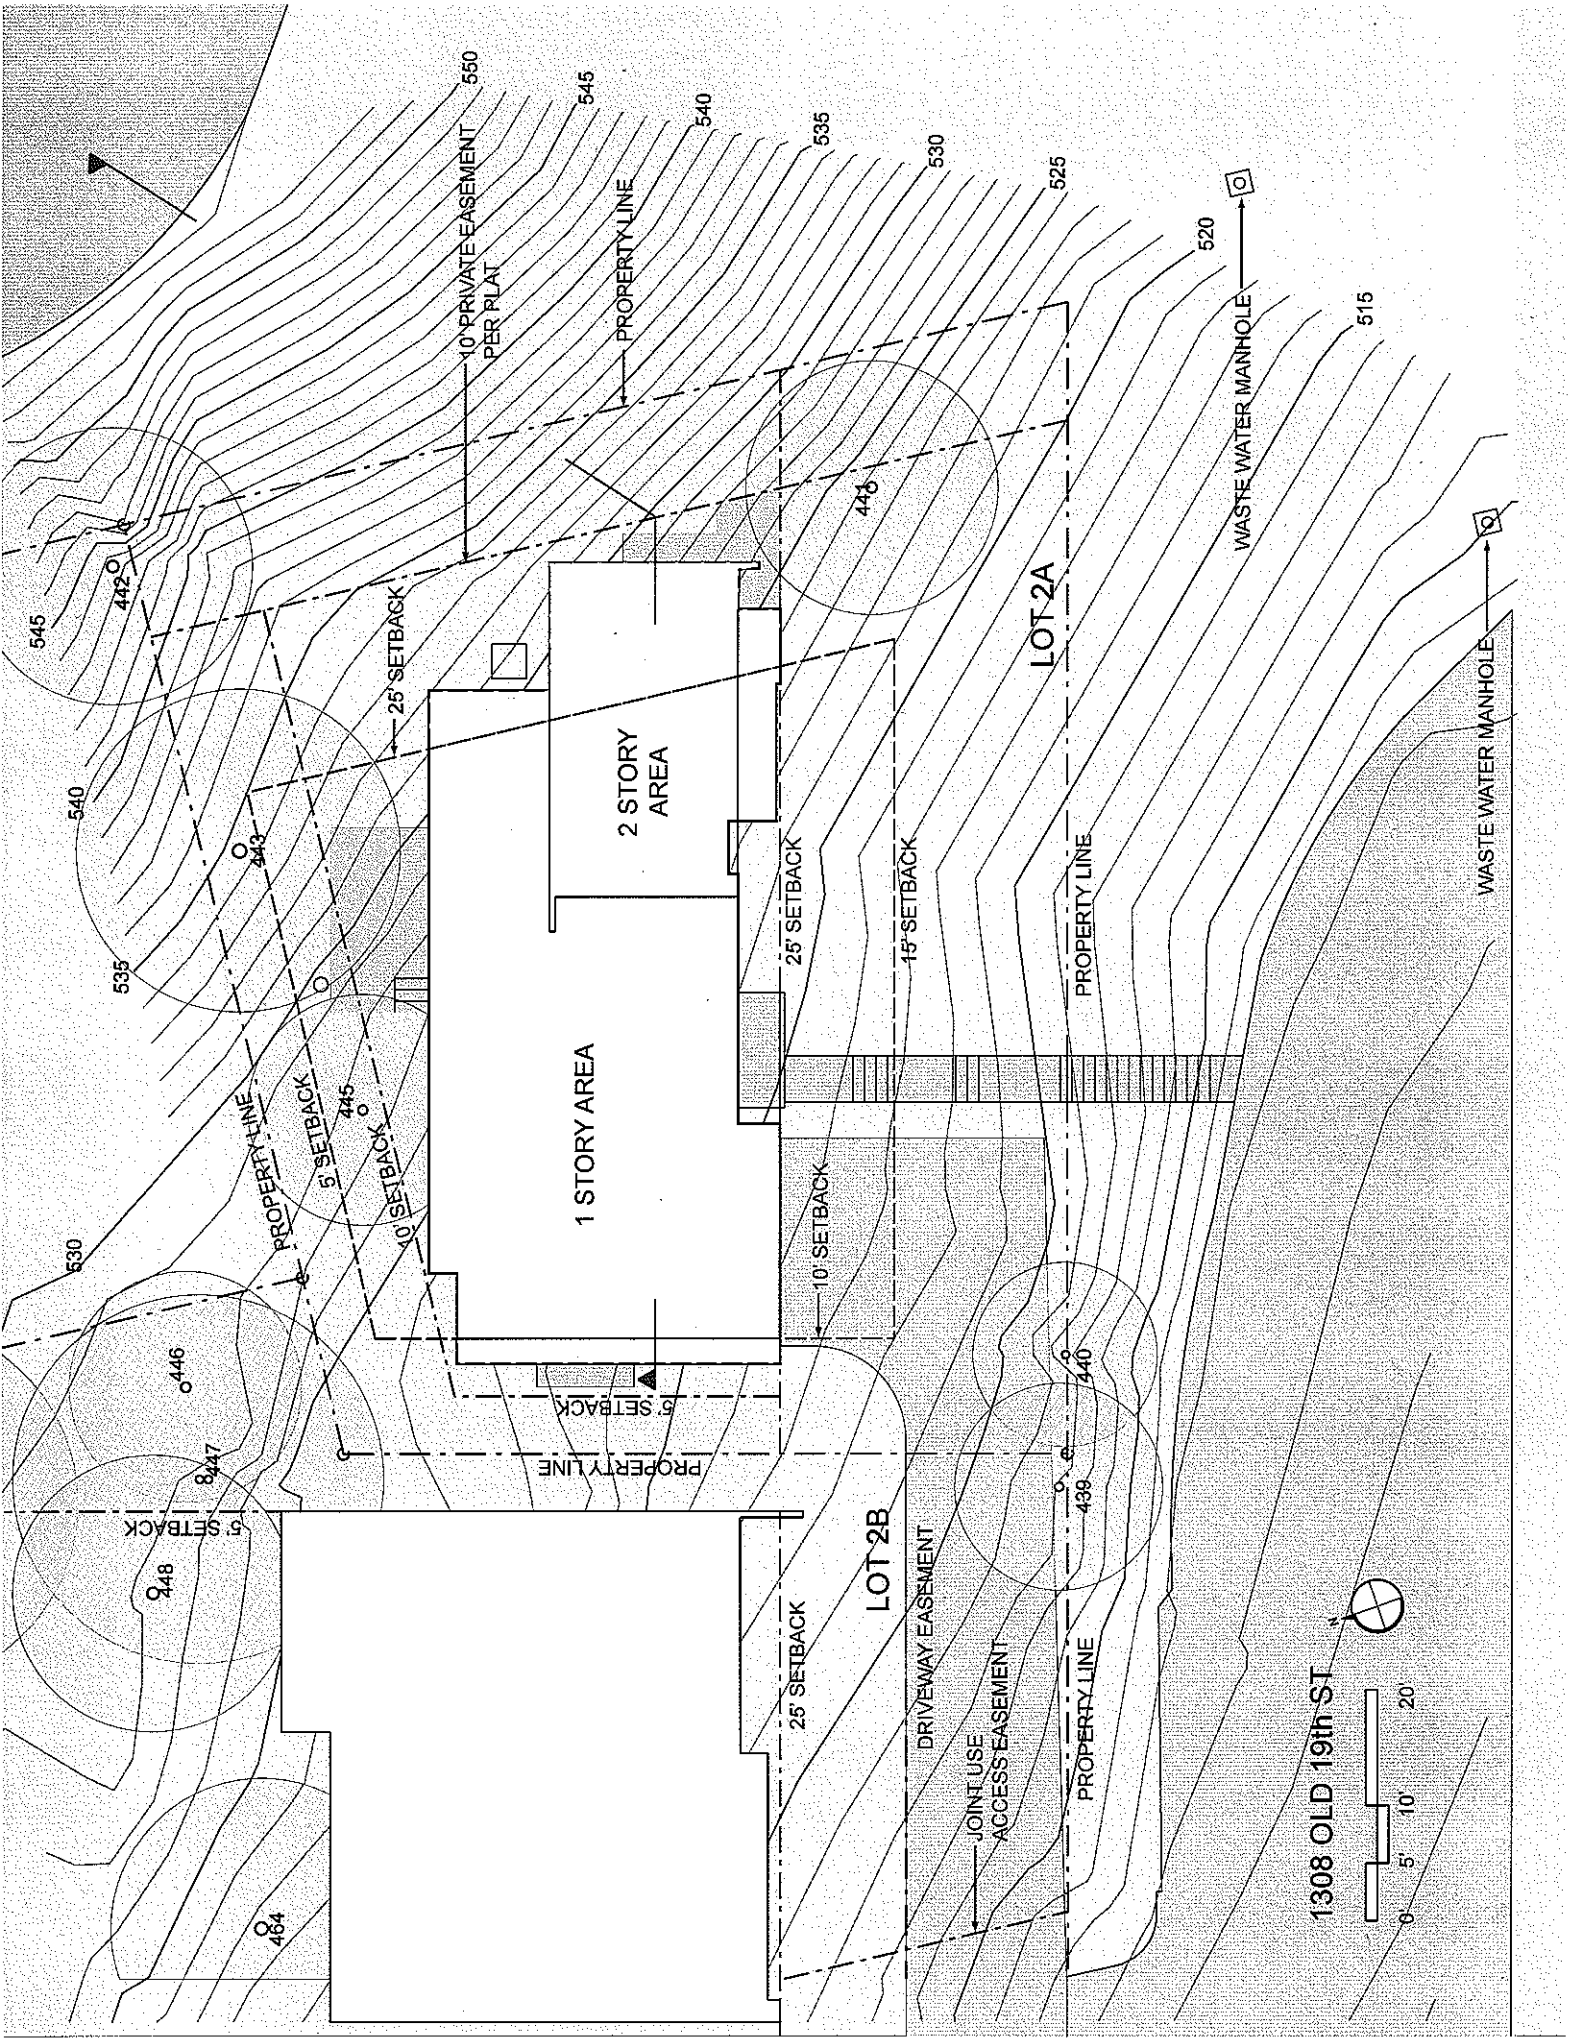 550
545
540
535
530
525
520
515
10' PRIVATE EASEMENT
PER PLAT
PROPERTY LINE
WASTE WATER MANHOLE
WASTE WATER MANHOLE
442
545
25' SETBACK
441
LOT 2A
540
443
2 STORY
AREA
25' SETBACK
15' SETBACK
PROPERTY LINE
535
445
PROPERTY LINE
5' SETBACK
10' SETBACK
1 STORY AREA
10' SETBACK
530
446
447
8
448
5' SETBACK
5' SETBACK
PROPERTY LINE
440
439
LOT 2B
25' SETBACK
DRIVEWAY EASEMENT
JOINT USE
ACCESS EASEMENT
PROPERTY LINE
464
N
1308 OLD 19th ST
0' 5' 10' 20'